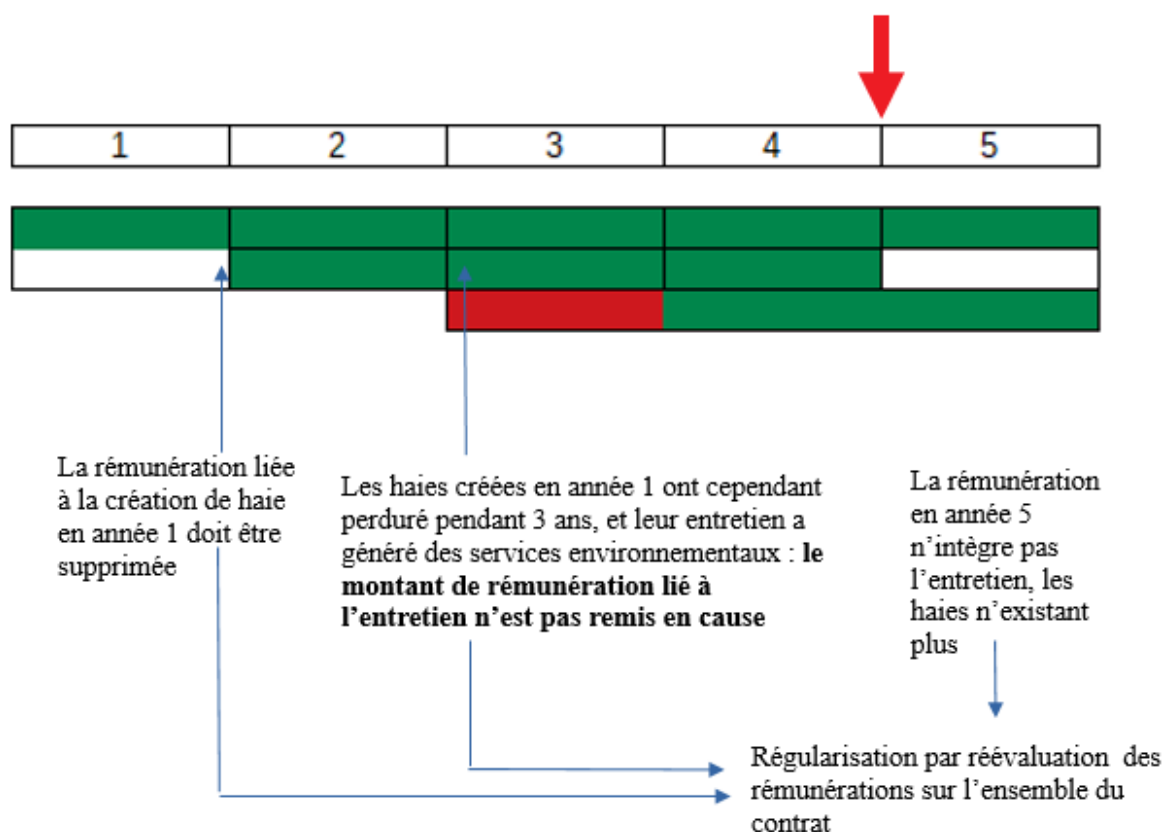 1 2 3 4 5
La rémunération liée
à la création de haie
en année 1 doit être
supprimée
Les haies créées en année 1 ont cependant
perduré pendant 3 ans, et leur entretien a
généré des services environnementaux : le
montant de rémunération lié à
l’entretien n’est pas remis en cause
La rémunération
en année 5
n’intègre pas
l’entretien, les
haies n’existant
plus
Régularisation par réévaluation des
rémunérations sur l’ensemble du
contrat